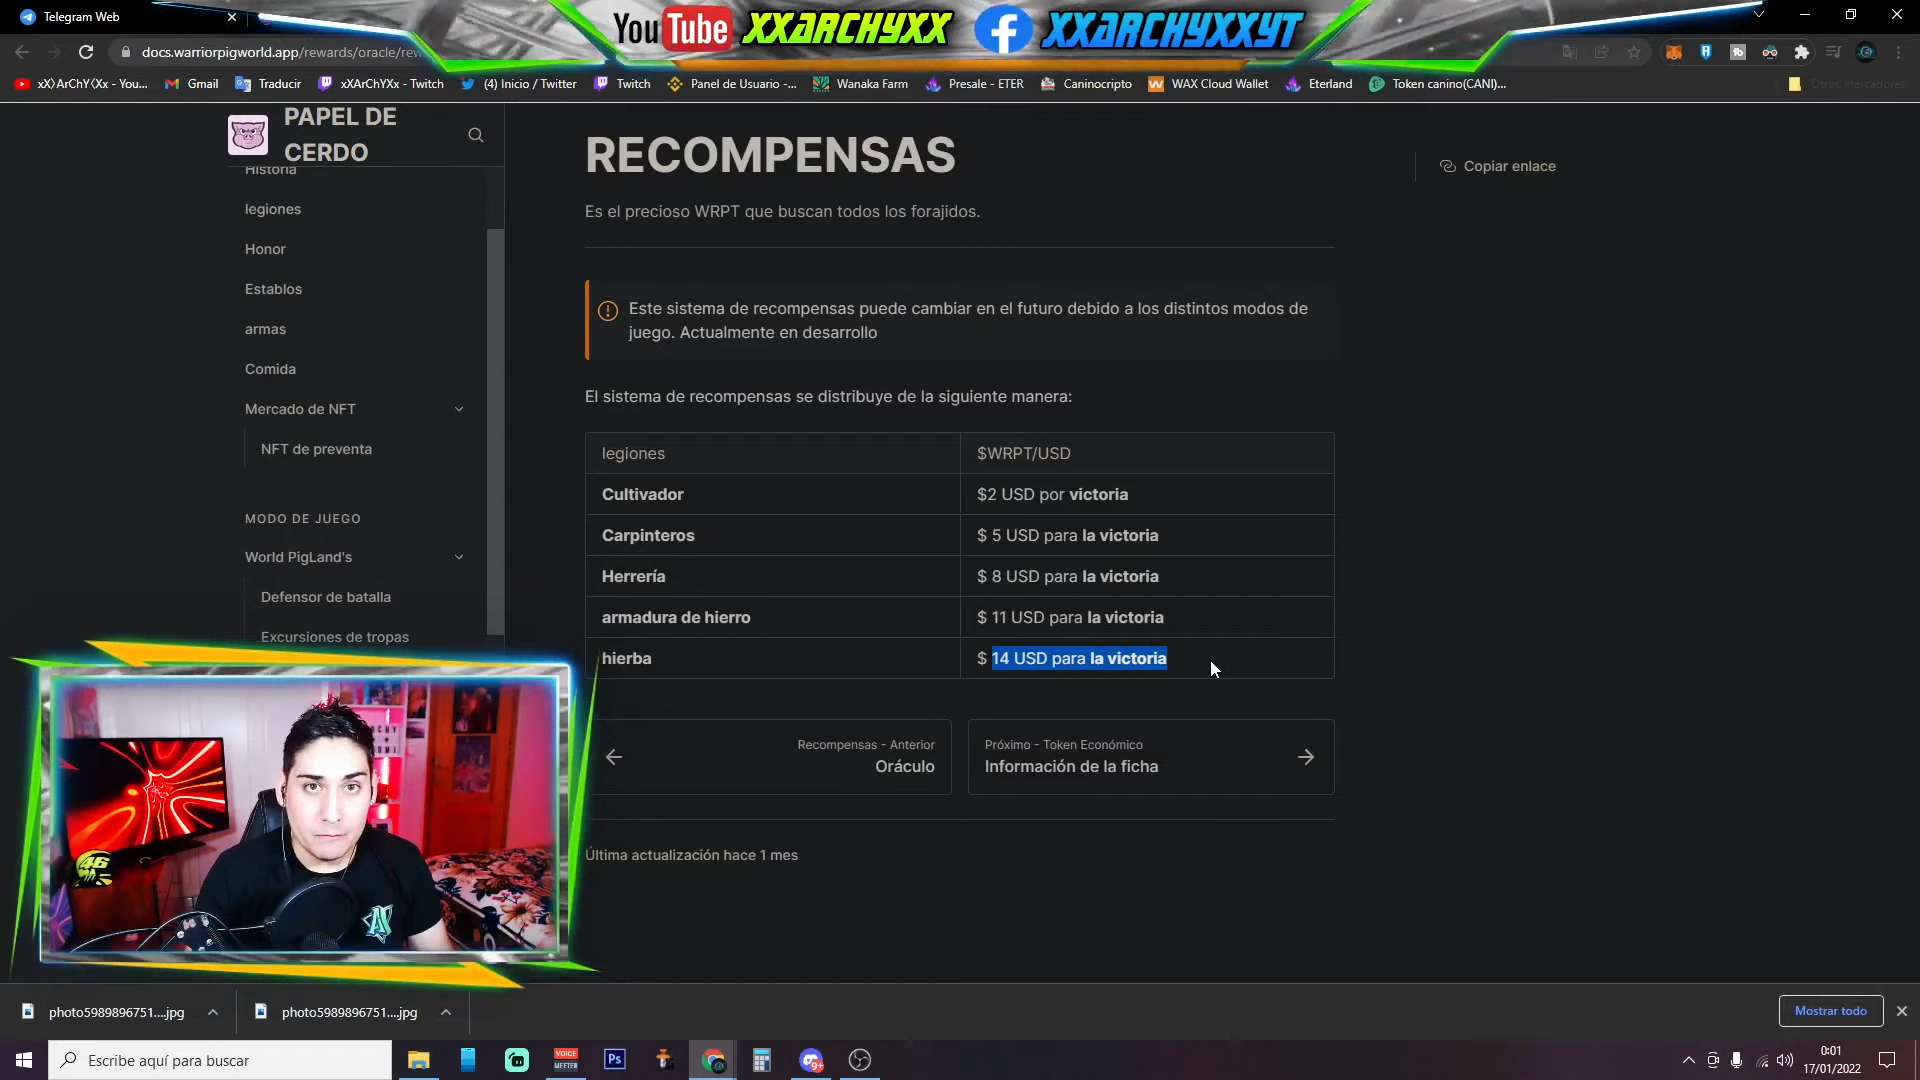 Telegram Web
YouTube XXARCHYXX XXARCHYXXYT
docs.warriorpigworld.app/rewards/oracle/rew
xX)ArChY(Xx - You... Gmail Traducir xXArChYXx - Twitch (4) Inicio / Twitter Twitch Panel de Usuario -... Wanaka Farm Presale - ETER Caninocripto WAX Cloud Wallet Eterland Token canino(CANI)... Otros marcadores
PAPEL DE
CERDO
Historia
legiones
Honor
Establos
armas
Comida
Mercado de NFT
NFT de preventa
MODO DE JUEGO
World PigLand's
Defensor de batalla
Excursiones de tropas
RECOMPENSAS
Copiar enlace
Es el precioso WRPT que buscan todos los forajidos.
Este sistema de recompensas puede cambiar en el futuro debido a los distintos modos de
juego. Actualmente en desarrollo
El sistema de recompensas se distribuye de la siguiente manera:
legiones $WRPT/USD
Cultivador $2 USD por victoria
Carpinteros $ 5 USD para la victoria
Herrería $ 8 USD para la victoria
armadura de hierro $ 11 USD para la victoria
hierba $ 14 USD para la victoria
Recompensas - Anterior
Oráculo
Próximo - Token Económico
Información de la ficha
Última actualización hace 1 mes
46
photo5989896751....jpg photo5989896751....jpg Mostrar todo
Escribe aquí para buscar
VOICE
MEETER
Ps
9+
0:01
17/01/2022